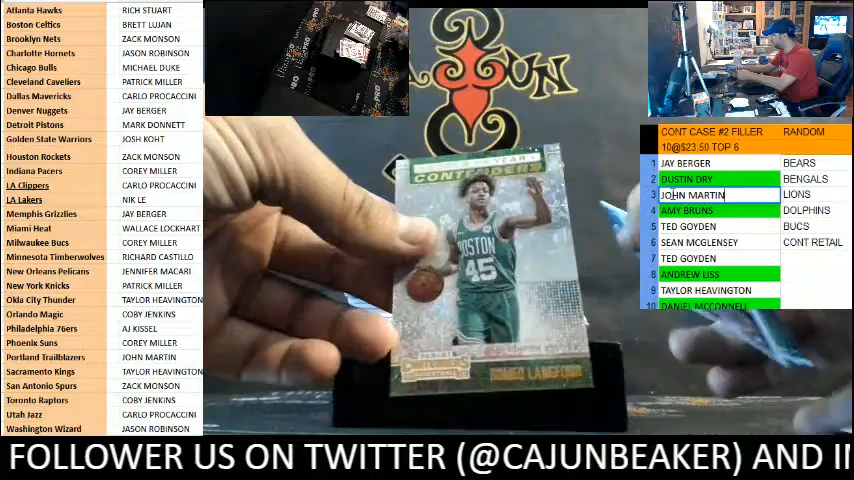 Atlanta Hawks RICH STUART
Boston Celtics BRETT LUJAN
Brooklyn Nets ZACK MONSON
Charlotte Hornets JASON ROBINSON
Chicago Bulls MICHAEL DUKE
Cleveland Cavaliers PATRICK MILLER
Dallas Mavericks CARLO PROCACCINI
Denver Nuggets JAY BERGER
Detroit Pistons MARK DONNETT
Golden State Warriors JOSH KOHT
Houston Rockets ZACK MONSON
Indiana Pacers COREY MILLER
LA Clippers CARLO PROCACCINI
LA Lakers NIK LE
Memphis Grizzlies JAY BERGER
Miami Heat WALLACE LOCKHART
Milwaukee Bucs COREY MILLER
Minnesota Timberwolves RICHARD CASTILLO
New Orleans Pelicans JENNIFER MACARI
New York Knicks PATRICK MILLER
Okla City Thunder TAYLOR HEAVINGTON
Orlando Magic COBY JENKINS
Philadelphia 76ers AJ KISSEL
Phoenix Suns COREY MILLER
Portland Trailblazers JOHN MARTIN
Sacramento Kings TAYLOR HEAVINGTON
San Antonio Spurs ZACK MONSON
Toronto Raptors COBY JENKINS
Utah Jazz CARLO PROCACCINI
Washington Wizard JASON ROBINSON
UN
YEAR
CONTENDERS
BOSTON
45
PANINI
CONTENDERS
ROMEO LANGFORD
CONT CASE #2 FILLER RANDOM
10@$23.50 TOP 6
1 JAY BERGER BEARS
2 DUSTIN DRY BENGALS
3 JOHN MARTIN LIONS
4 AMY BRUNS DOLPHINS
5 TED GOYDEN BUCS
6 SEAN MCGLENSEY CONT RETAIL
7 TED GOYDEN
8 ANDREW LISS
9 TAYLOR HEAVINGTON
10 DANIEL MCCONNELL
FOLLOWER US ON TWITTER (@CAJUNBEAKER) AND